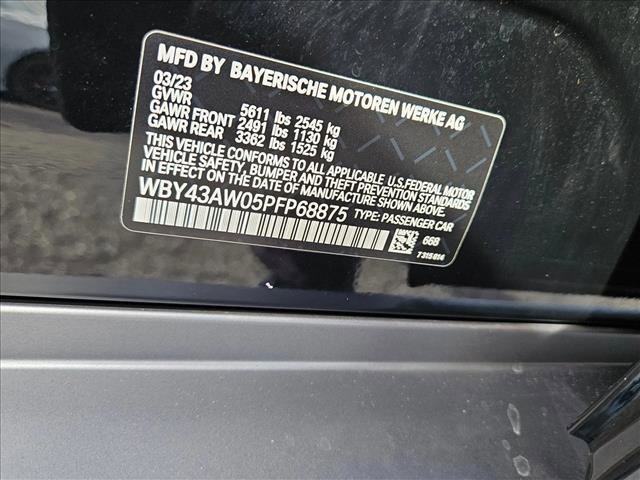 MFD BY BAYERISCHE MOTOREN WERKE AG
03/23
GVWR 5611 lbs 2545 kg
GAWR FRONT 2491 lbs 1130 kg
GAWR REAR 3362 lbs 1525 kg
THIS VEHICLE CONFORMS TO ALL APPLICABLE U.S. FEDERAL MOTOR
VEHICLE SAFETY, BUMPER, AND THEFT PREVENTION STANDARDS
IN EFFECT ON THE DATE OF MANUFACTURE SHOWN ABOVE.
WBY43AW05PFP68875 TYPE: PASSENGER CAR
668
7315014